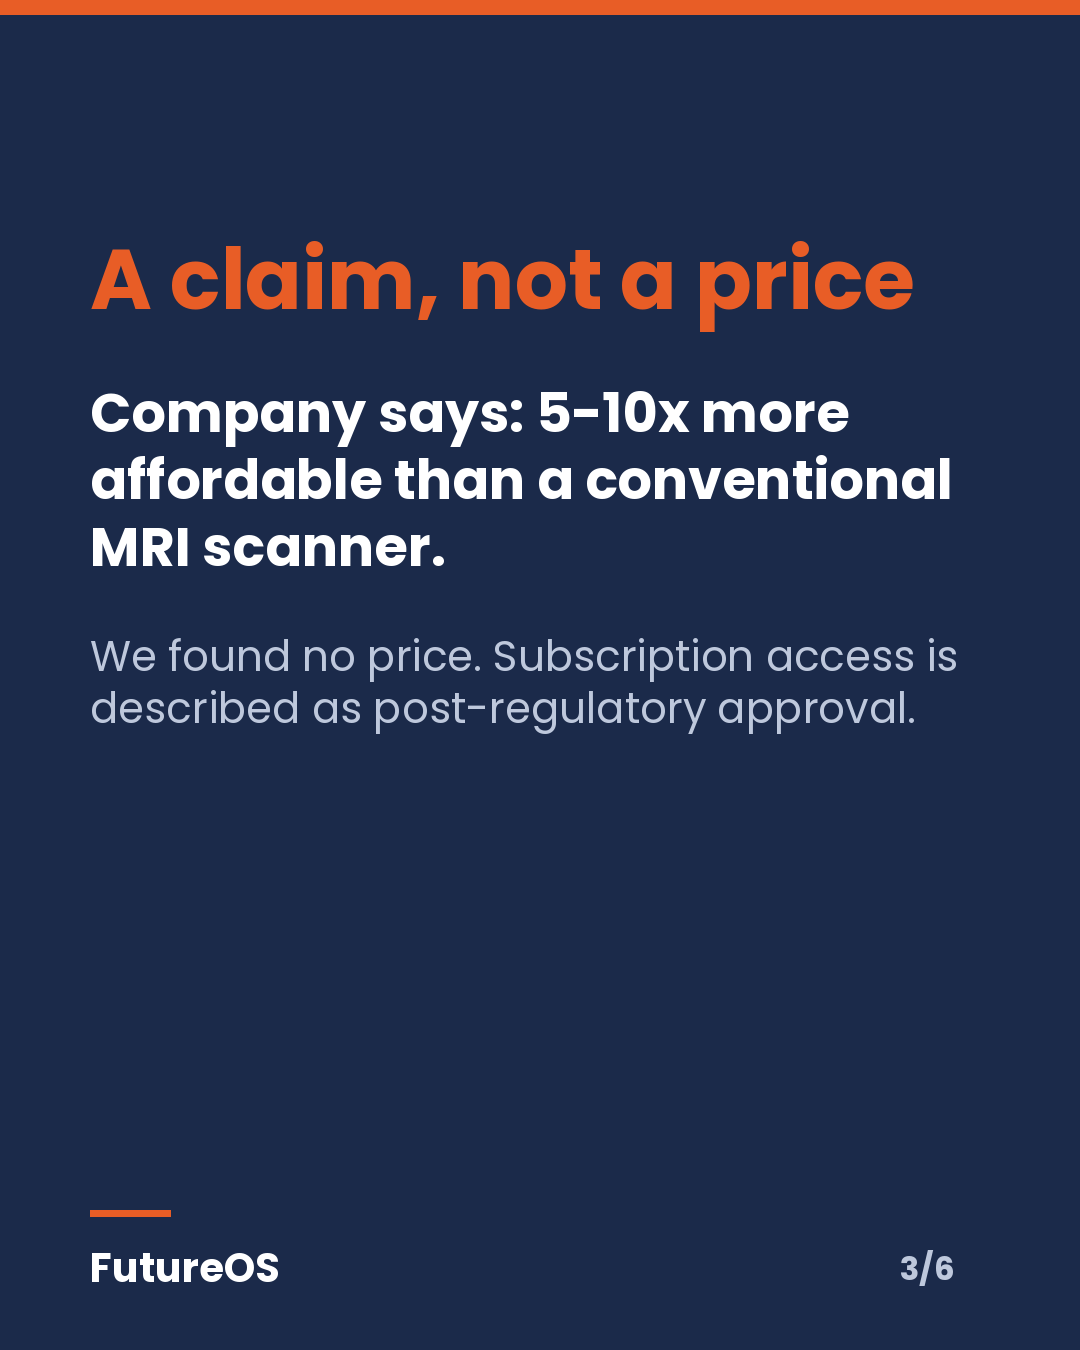 A claim, not a price
Company says: 5-10x more
affordable than a conventional
MRI scanner.
We found no price. Subscription access is
described as post-regulatory approval.
FutureOS
3/6